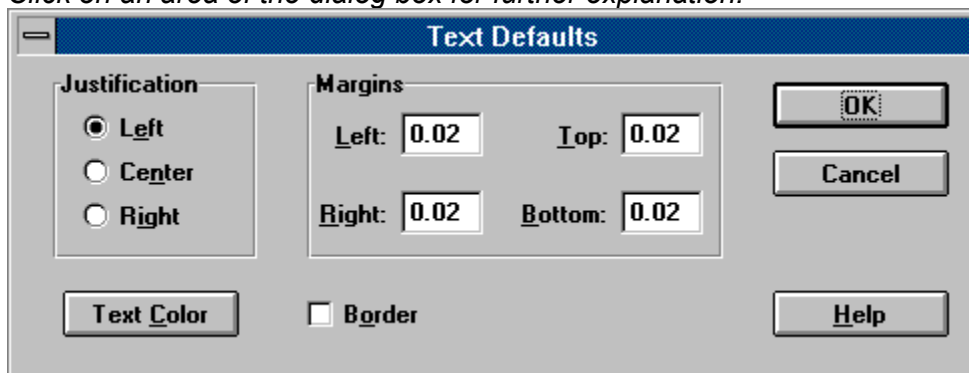 Click on an area of the dialog box for further explanation.
Text Defaults
Justification
Left
Center
Right
Margins
Left: 0.02 Top: 0.02
Right: 0.02 Bottom: 0.02
OK
Cancel
Text Color
Border
Help